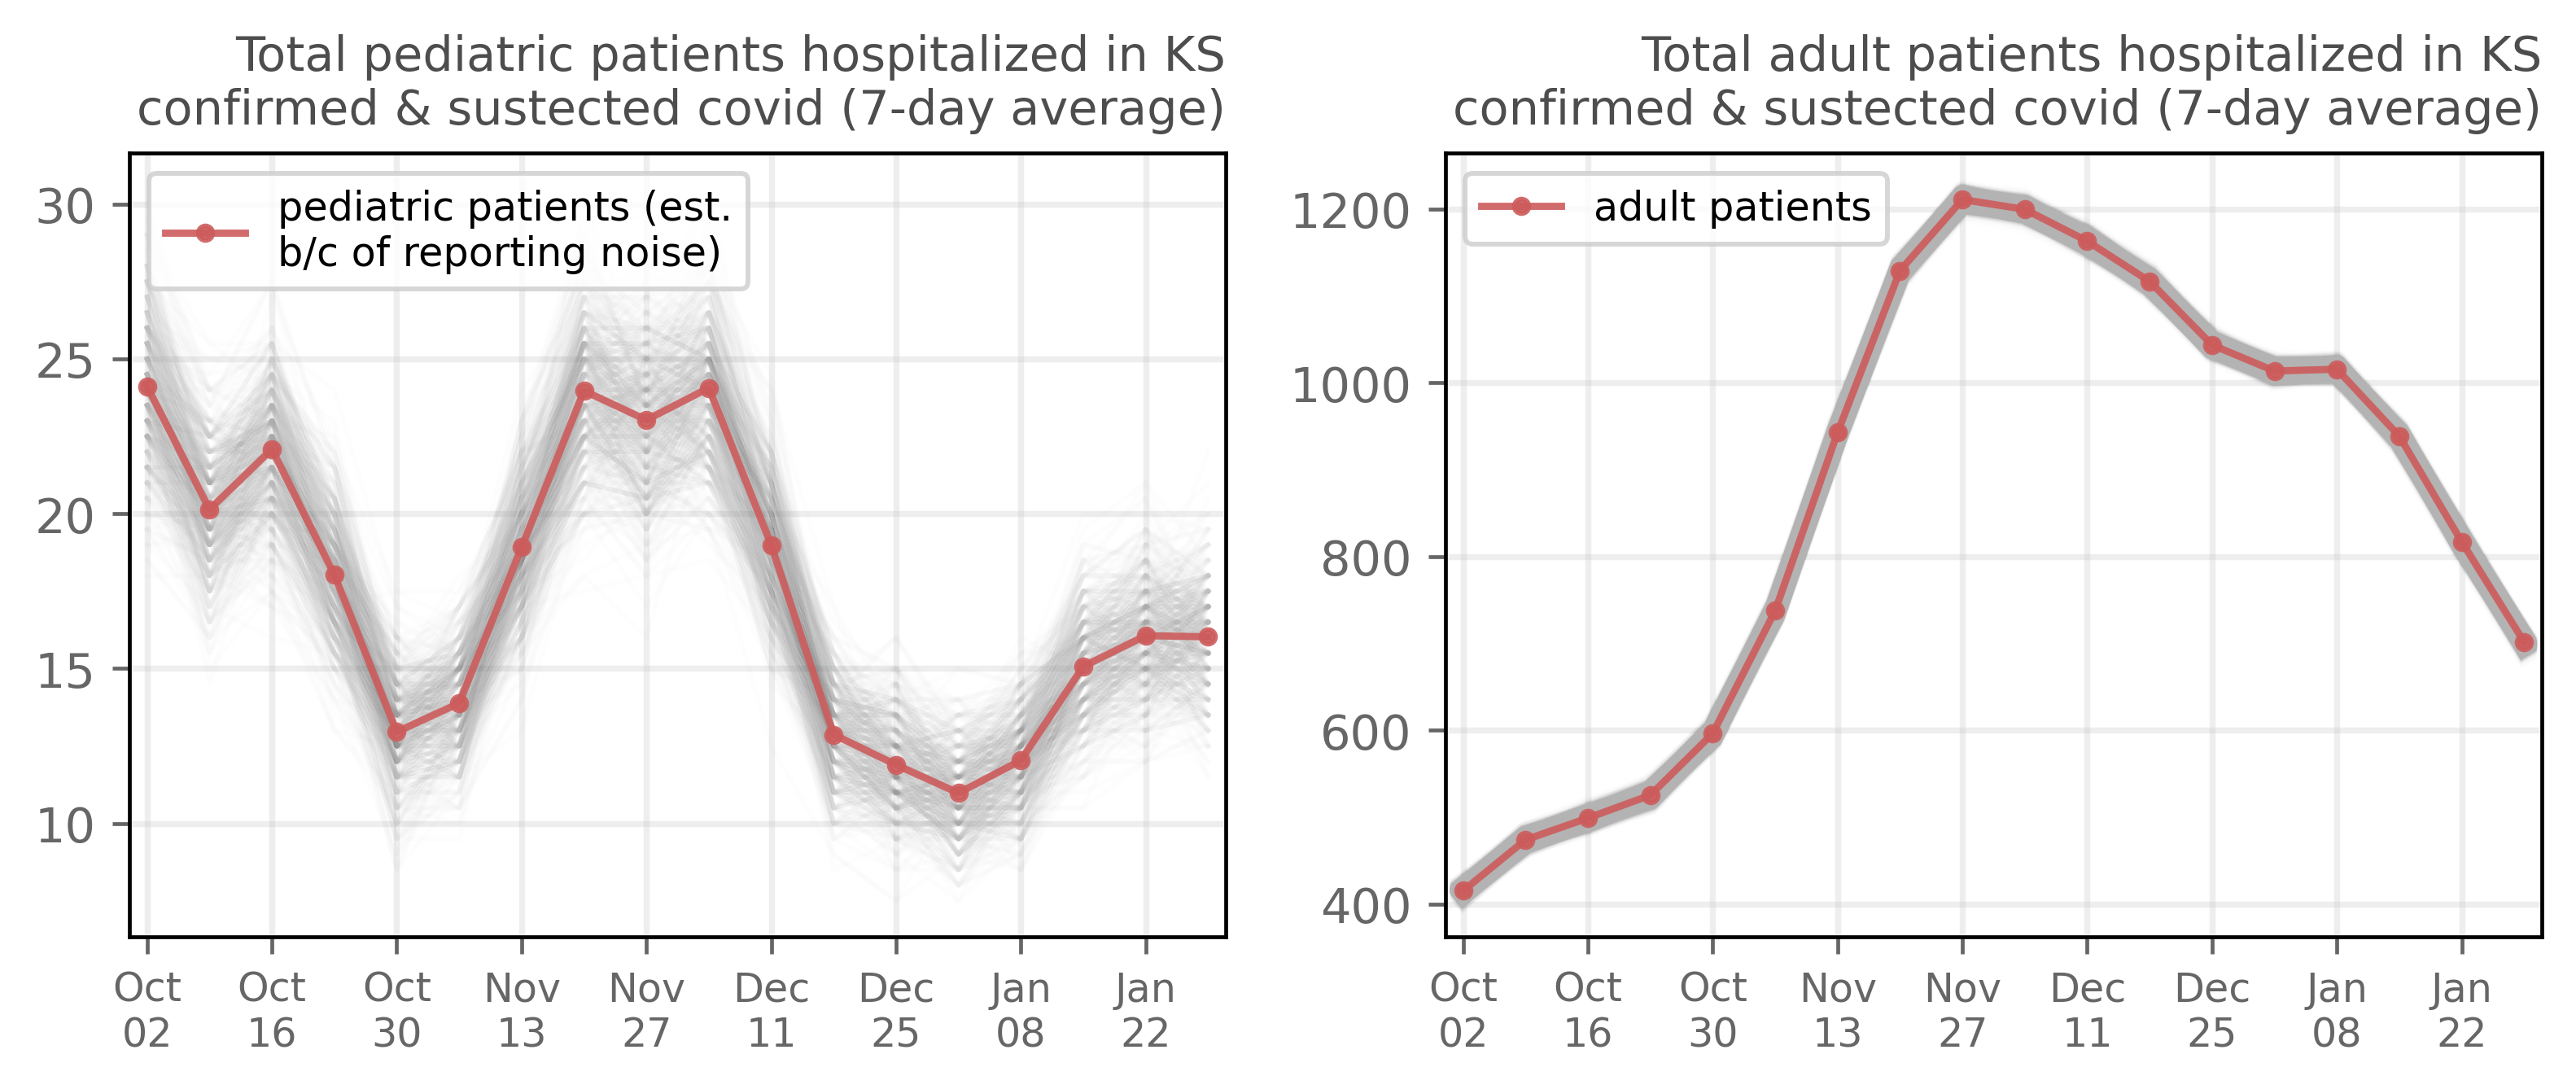 Total pediatric patients hospitalized in KS
confirmed & sustected covid (7-day average)
30
25
20
15
10
pediatric patients (est.
b/c of reporting noise)
Oct
02
Oct
16
Oct
30
Nov
13
Nov
27
Dec
11
Dec
25
Jan
08
Jan
22
Total adult patients hospitalized in KS
confirmed & sustected covid (7-day average)
1200
1000
800
600
400
adult patients
Oct
02
Oct
16
Oct
30
Nov
13
Nov
27
Dec
11
Dec
25
Jan
08
Jan
22